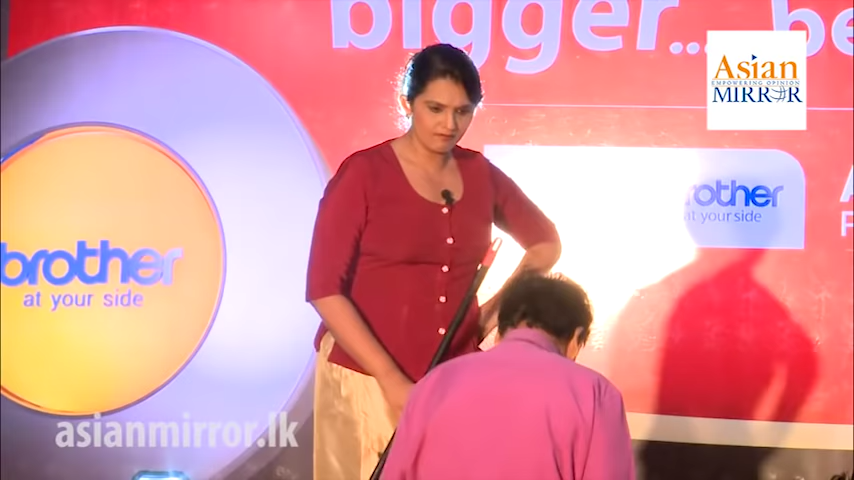 bigger... be
Asian
EMPOWERING OPINION
MIRROR
brother
at your side
brother
at your side
asianmirror.lk